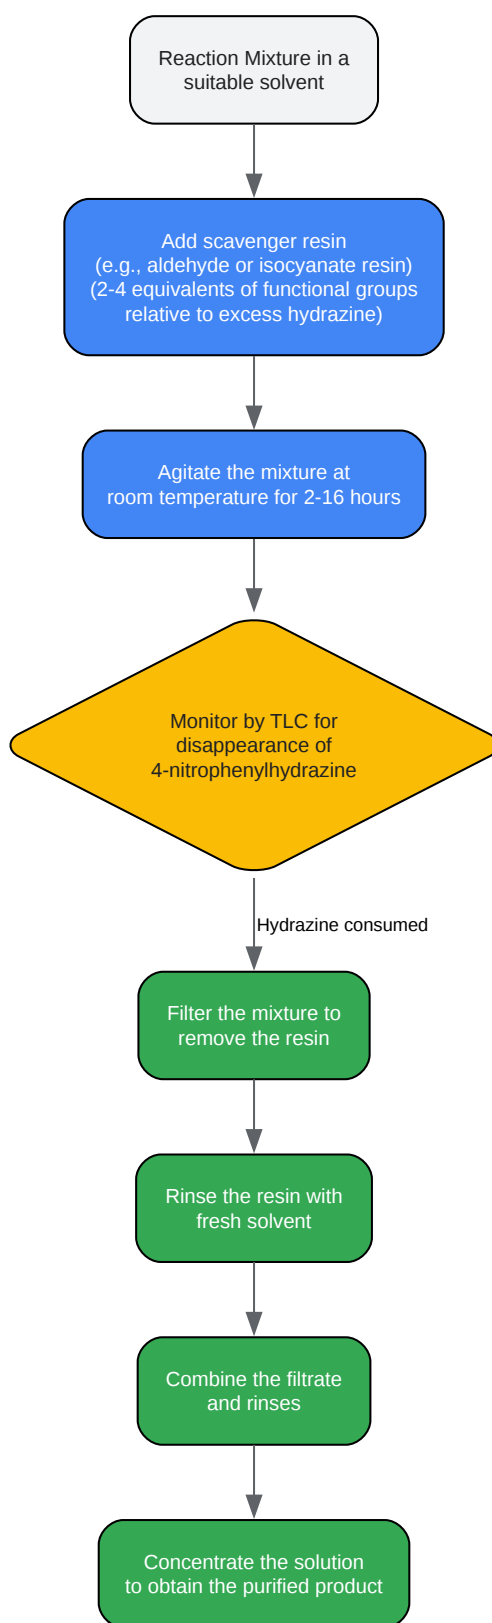 Reaction Mixture in a
suitable solvent
Add scavenger resin
(e.g., aldehyde or isocyanate resin)
(2-4 equivalents of functional groups
relative to excess hydrazine)
Agitate the mixture at
room temperature for 2-16 hours
Monitor by TLC for
disappearance of
4-nitrophenylhydrazine
Hydrazine consumed
Filter the mixture to
remove the resin
Rinse the resin with
fresh solvent
Combine the filtrate
and rinses
Concentrate the solution
to obtain the purified product